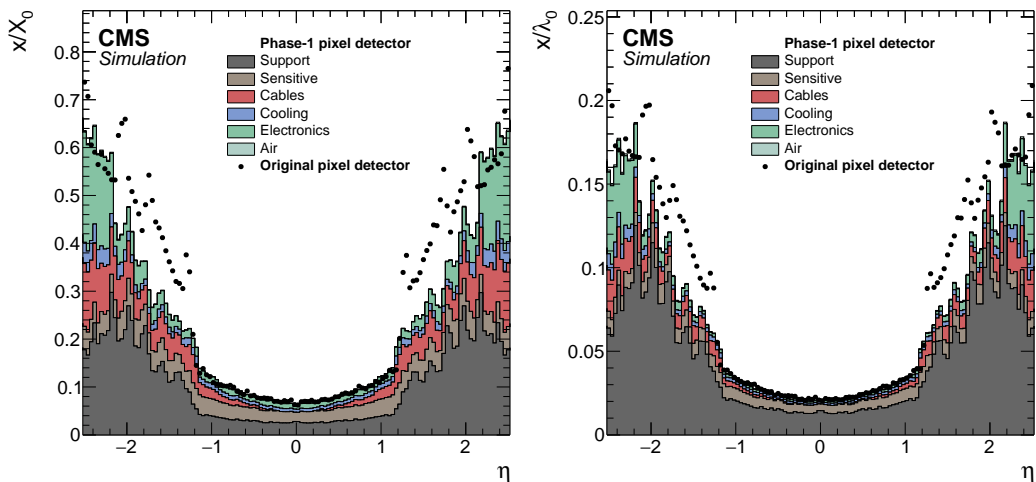 x/X₀
0.8
0.7
0.6
0.5
0.4
0.3
0.2
0.1
0
−2
−1
0
1
2
η
CMS
Simulation
Phase-1 pixel detector
Support
Sensitive
Cables
Cooling
Electronics
Air
Original pixel detector
x/λ₀
0.25
0.2
0.15
0.1
0.05
0
−2
−1
0
1
2
η
CMS
Simulation
Phase-1 pixel detector
Support
Sensitive
Cables
Cooling
Electronics
Air
Original pixel detector